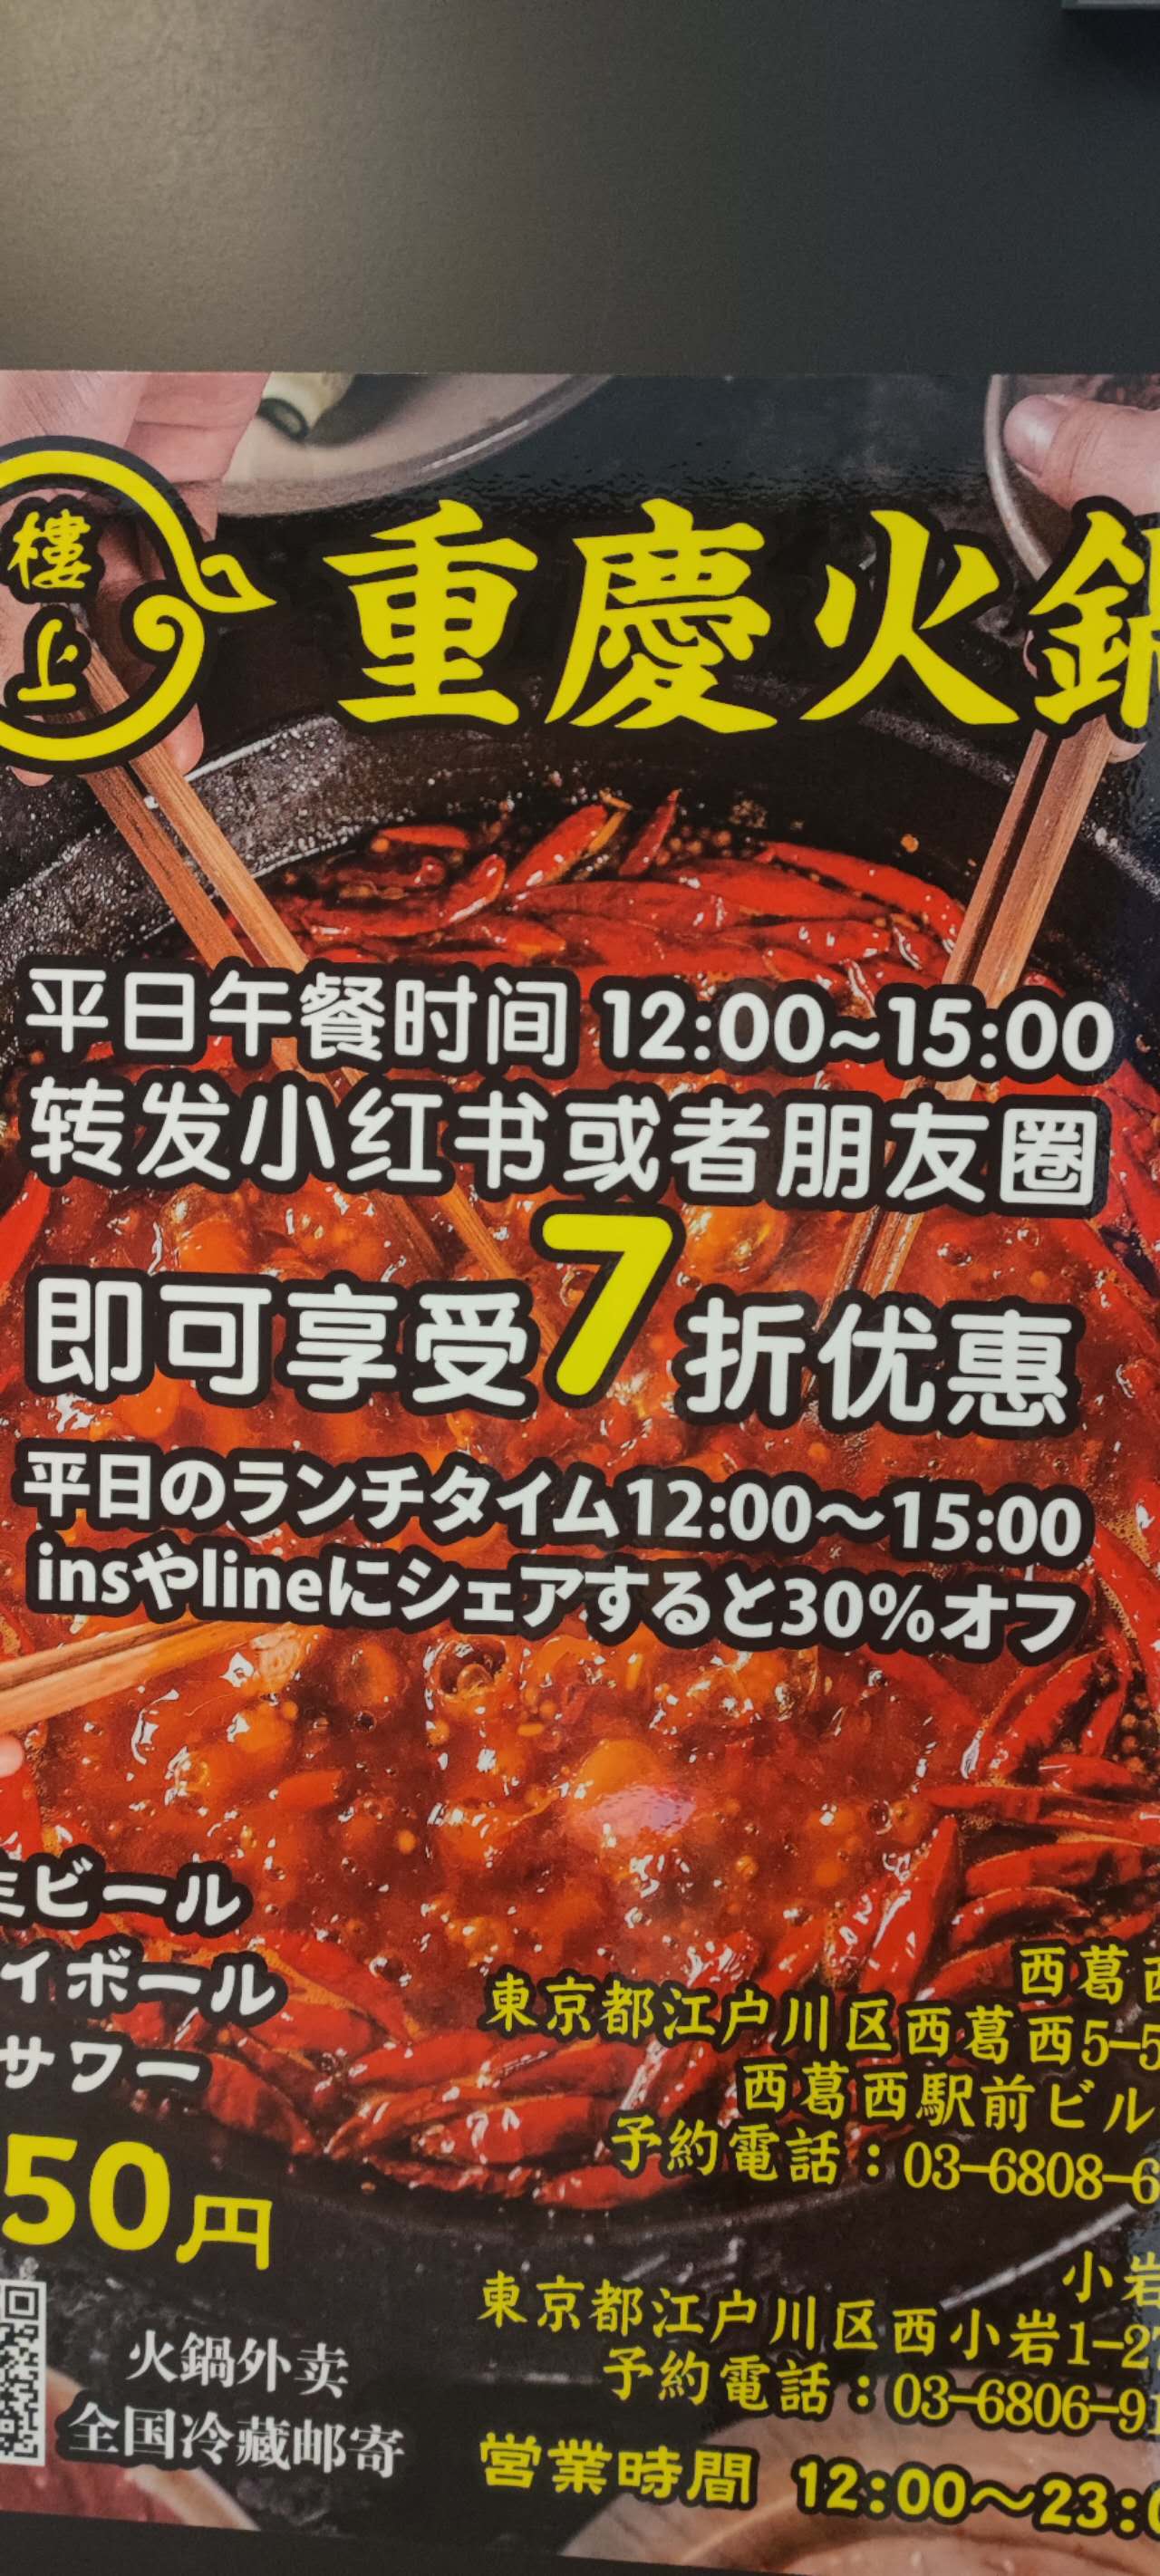 樓上
重慶火鍋
平日午餐时间 12:00~15:00
转发小红书或者朋友圈
即可享受7折优惠
平日のランチタイム12:00〜15:00
insやlineにシェアすると30%オフ
ビール
イボール
サワー
50円
火鍋外卖
全国冷藏邮寄
西葛西
東京都江戸川区西葛西5-5
西葛西駅前ビル
予約電話：03-6808-6
小岩
東京都江戸川区西小岩1-2
予約電話：03-6806-91
営業時間 12:00〜23:0